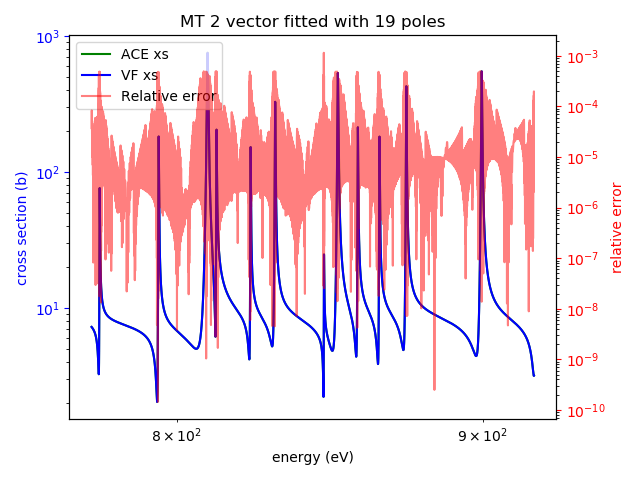 MT 2 vector fitted with 19 poles
ACE xs
VF xs
Relative error
cross section (b)
10³
10²
10¹
relative error
10⁻³
10⁻⁴
10⁻⁵
10⁻⁶
10⁻⁷
10⁻⁸
10⁻⁹
10⁻¹⁰
8 × 10²
9 × 10²
energy (eV)